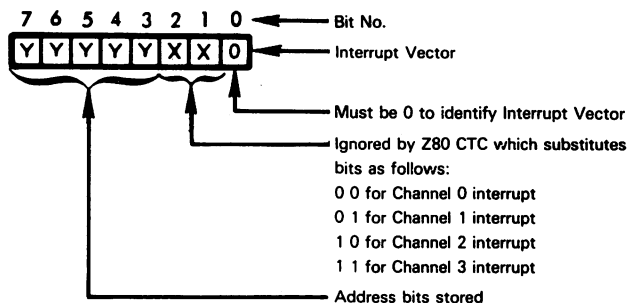 7 6 5 4 3 2 1 0 Bit No.
Y Y Y Y Y X X 0 Interrupt Vector
Must be 0 to identify Interrupt Vector
Ignored by Z80 CTC which substitutes
bits as follows:
0 0 for Channel 0 interrupt
0 1 for Channel 1 interrupt
1 0 for Channel 2 interrupt
1 1 for Channel 3 interrupt
Address bits stored